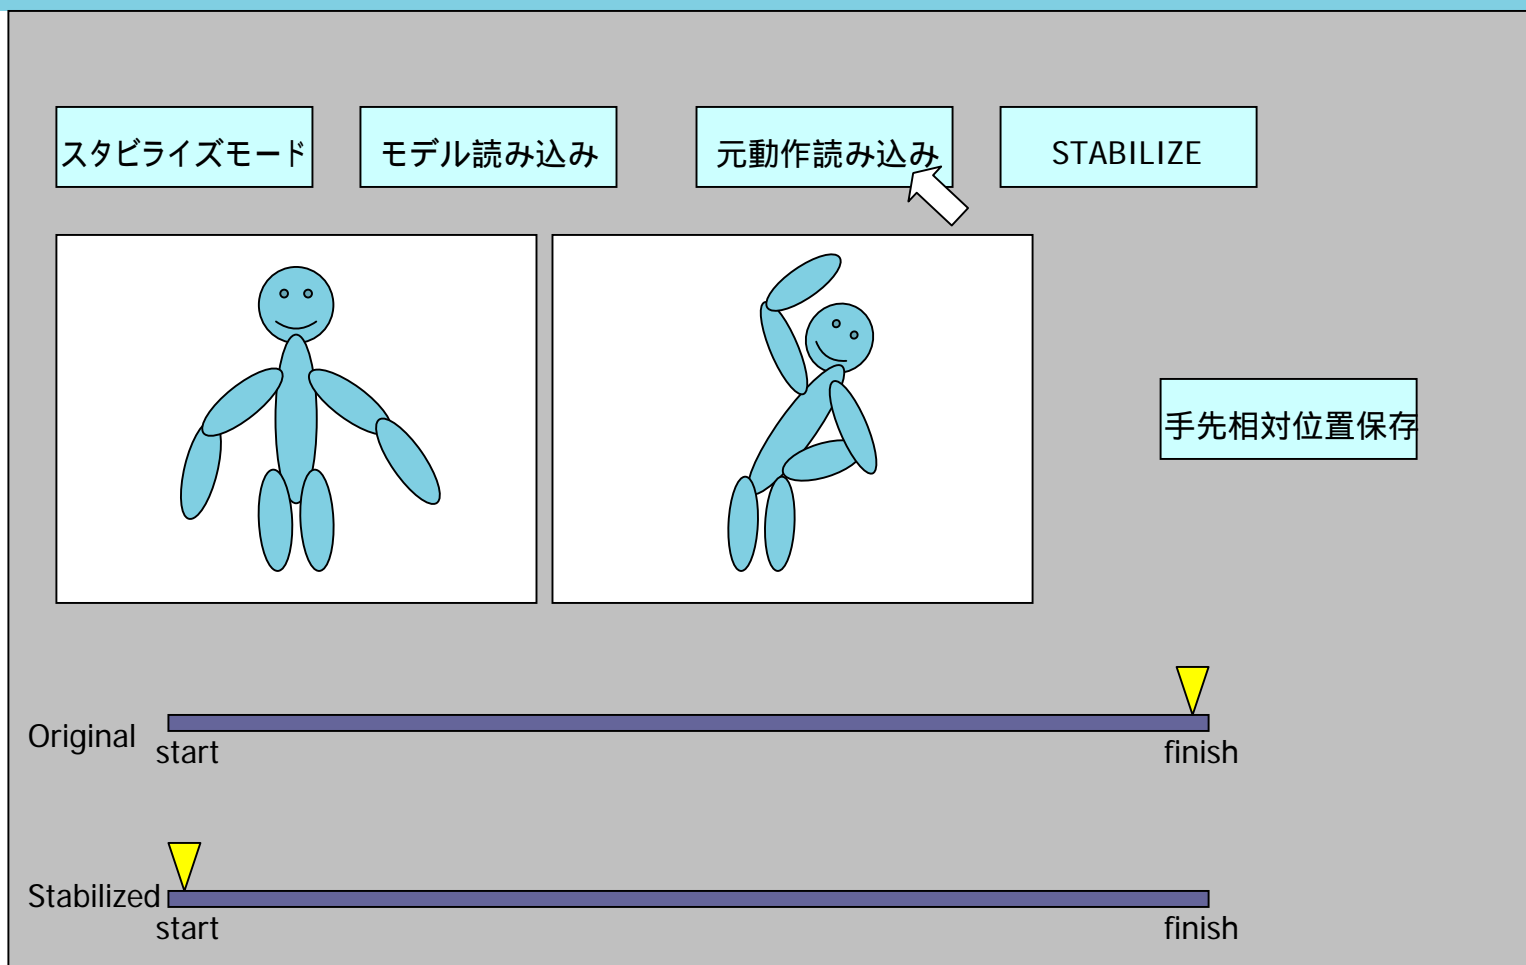 スタビライズモード
モデル読み込み
元動作読み込み
STABILIZE
手先相対位置保存
Original
start
finish
Stabilized
start
finish